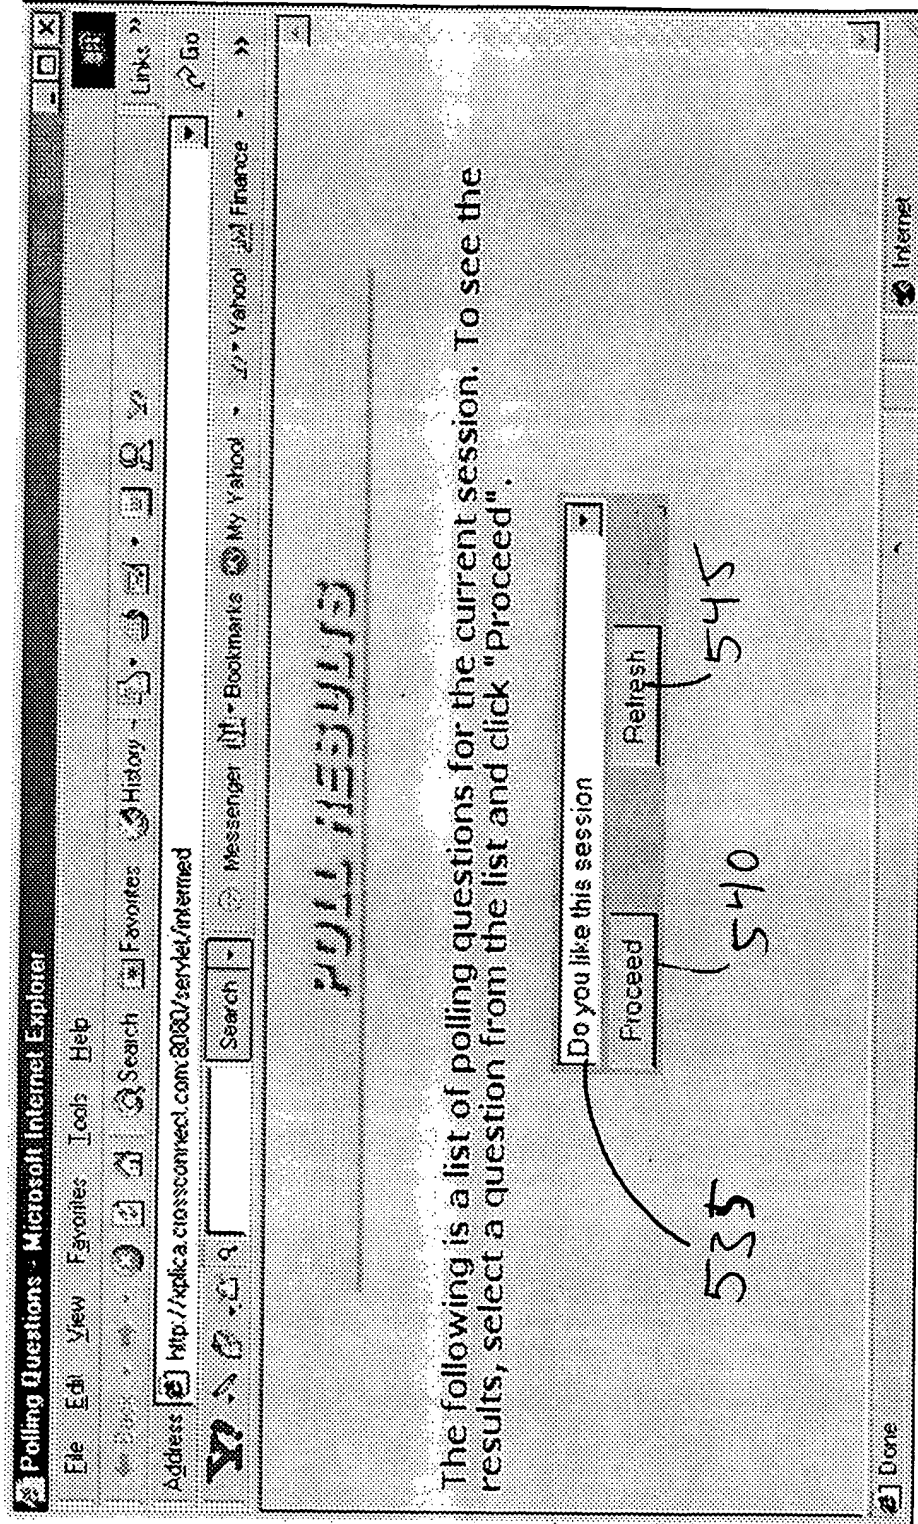 Polling Questions - Microsoft Internet Explorer
File Edit View Favorites Tools Help
Back Search Favorites History
Links »
Address http://xplica.crossconnect.com:8080/servlet/intermed Go
Y! Search Messenger Bookmarks My Yahoo! Yahoo! Finance »
POLL RESULTS
The following is a list of polling questions for the current session. To see the
results, select a question from the list and click "Proceed".
Do you like this session
Proceed Refresh
535 540 545
Done Internet